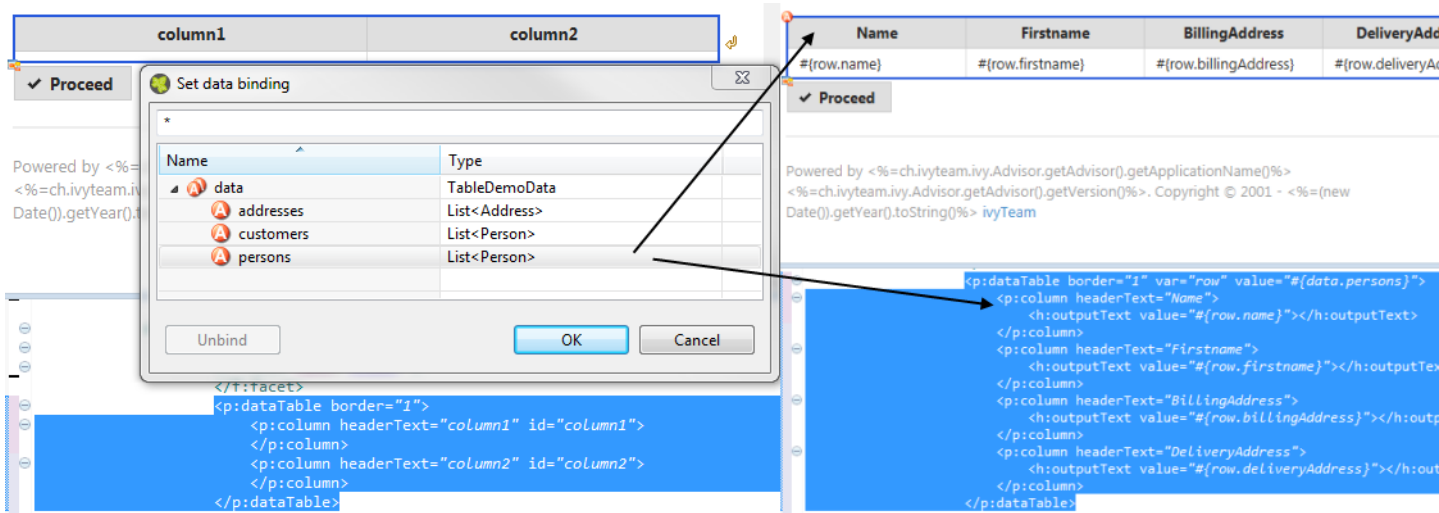 column1 column2
✔ Proceed
Set data binding
*
Name Type
data TableDemoData
addresses List<Address>
customers List<Person>
persons List<Person>
Unbind OK Cancel
Powered by <%=
<%=ch.ivyteam.iv
Date()).getYear().t
</f:facet>
<p:dataTable border="1">
<p:column headerText="column1" id="column1">
</p:column>
<p:column headerText="column2" id="column2">
</p:column>
</p:dataTable>
Name Firstname BillingAddress DeliveryAdd
#{row.name} #{row.firstname} #{row.billingAddress} #{row.deliveryAd
✔ Proceed
Powered by <%=ch.ivyteam.ivy.Advisor.getAdvisor().getApplicationName()%>
<%=ch.ivyteam.ivy.Advisor.getAdvisor().getVersion()%>. Copyright © 2001 - <%=(new
Date()).getYear().toString()%> ivyTeam
<p:dataTable border="1" var="row" value="#{data.persons}">
<p:column headerText="Name">
<h:outputText value="#{row.name}"></h:outputText>
</p:column>
<p:column headerText="Firstname">
<h:outputText value="#{row.firstname}"></h:outputTex
</p:column>
<p:column headerText="BillingAddress">
<h:outputText value="#{row.billingAddress}"></h:outp
</p:column>
<p:column headerText="DeliveryAddress">
<h:outputText value="#{row.deliveryAddress}"></h:out
</p:column>
</p:dataTable>